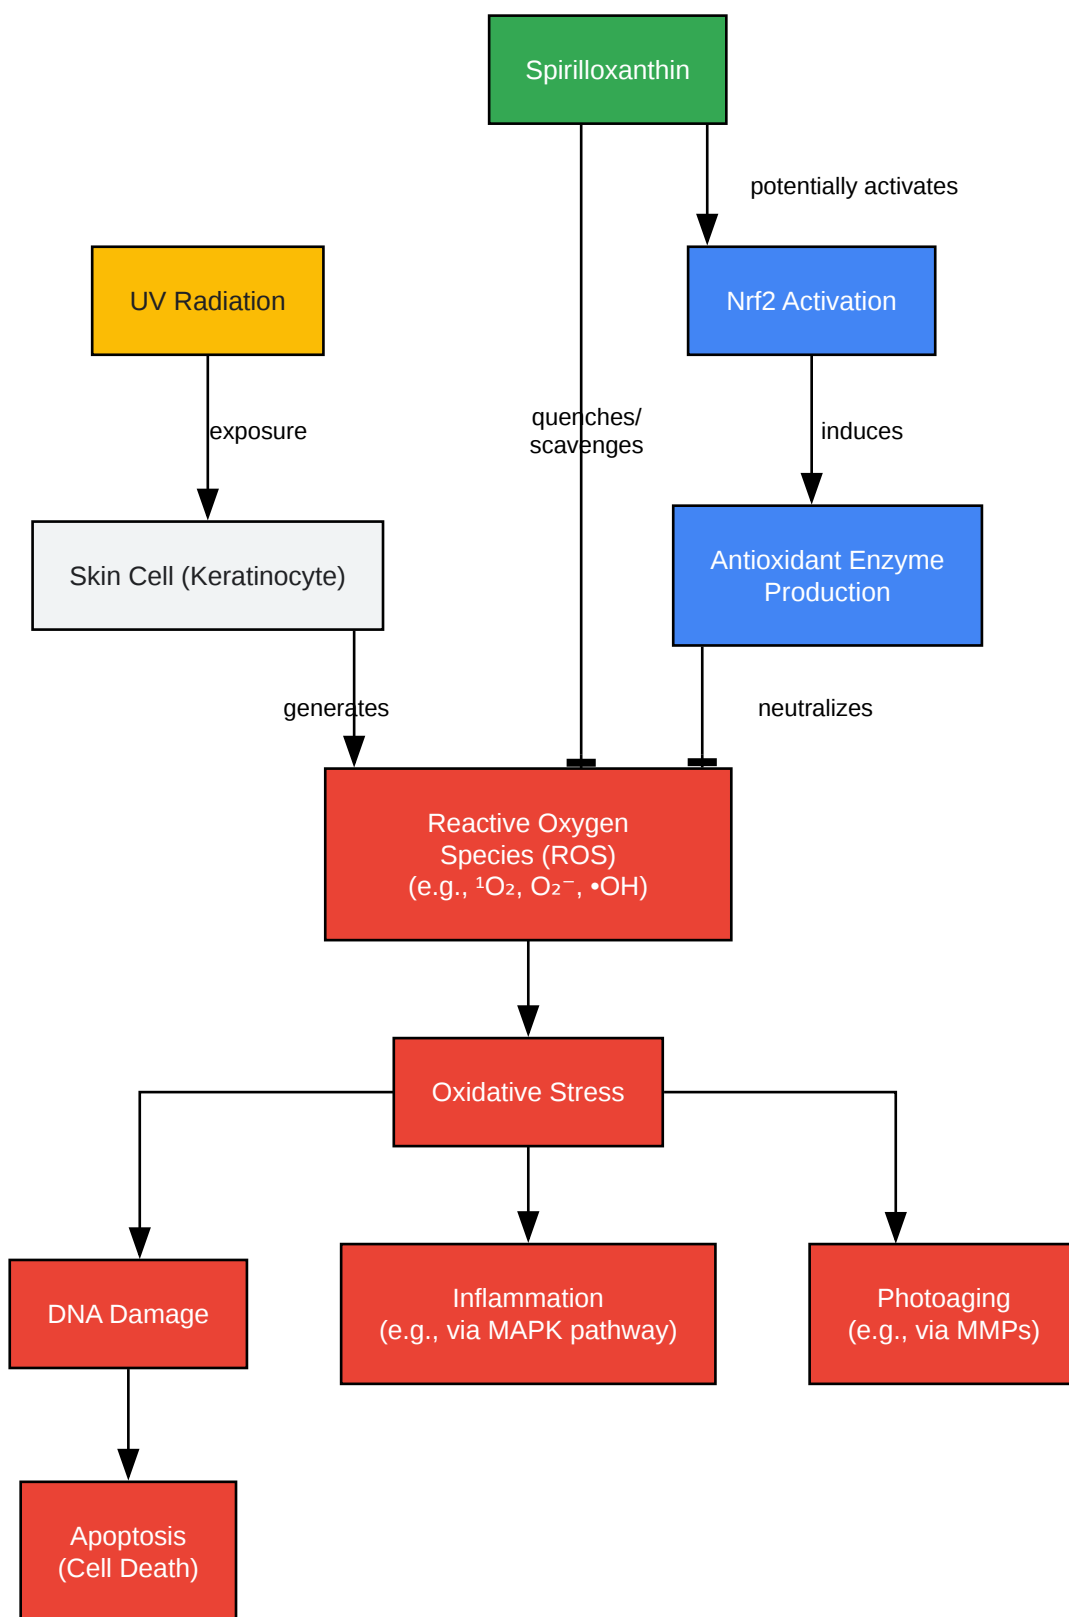 Spirilloxanthin
potentially activates
UV Radiation
Nrf2 Activation
exposure
quenches/
scavenges
induces
Skin Cell (Keratinocyte)
Antioxidant Enzyme
Production
generates
neutralizes
Reactive Oxygen
Species (ROS)
(e.g., ¹O₂, O₂⁻, •OH)
Oxidative Stress
DNA Damage
Inflammation
(e.g., via MAPK pathway)
Photoaging
(e.g., via MMPs)
Apoptosis
(Cell Death)